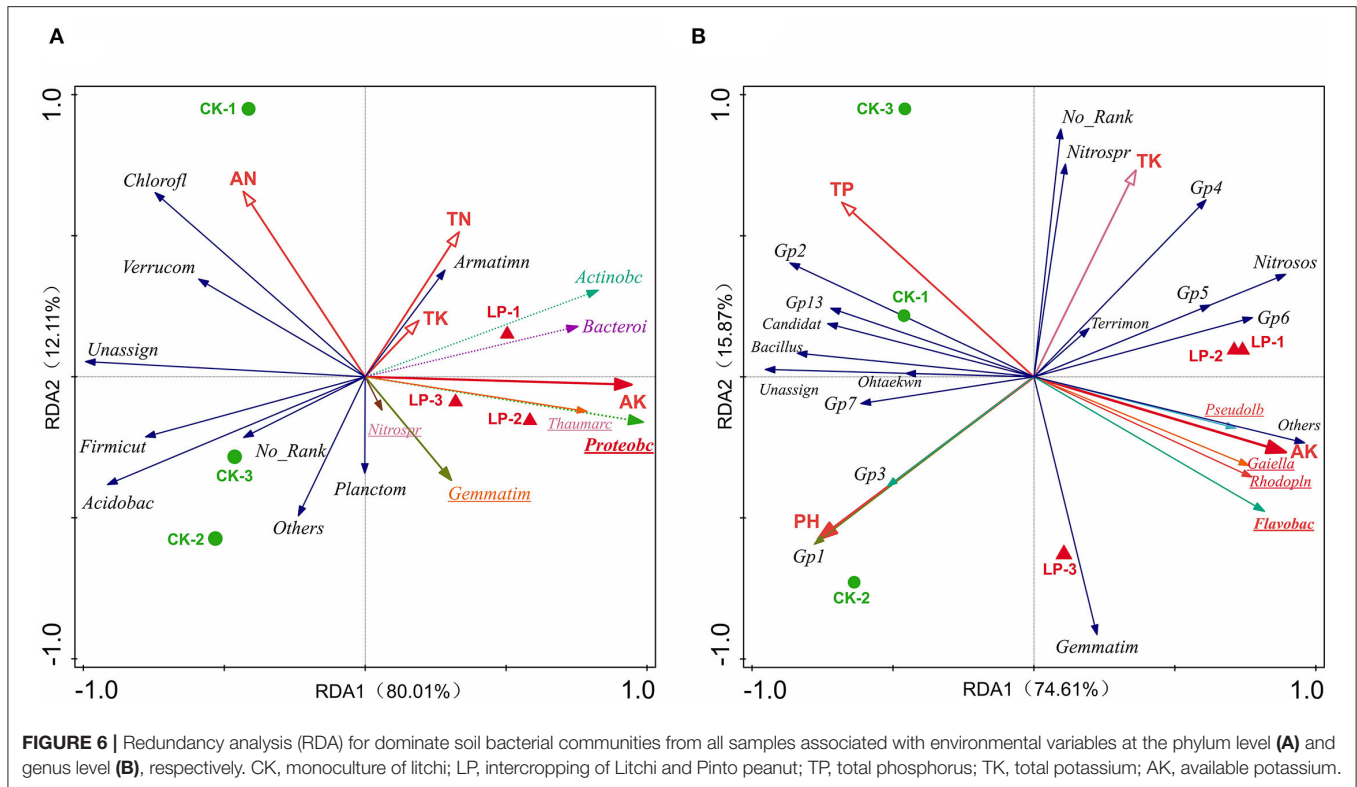 A
B
1.0
CK-1
AN
Chlorofl
Verrucom
TN
Armatimn
Actinobc
LP-1
Bacteroi
TK
Unassign
RDA2 (12.11%)
AK
LP-3
LP-2
Thaumarc
Nitrospr
Proteobc
Firmicut
No_Rank
CK-3
Acidobac
Planctom
Gemmatim
Others
CK-2
-1.0
-1.0
RDA1 (80.01%)
1.0
1.0
CK-3
No_Rank
Nitrospr
TK
TP
Gp4
Gp2
Nitrosos
CK-1
Gp5
Gp13
Gp6
Candidat
Terrimon
LP-1
LP-2
Bacillus
Unassign
Ohtaekwn
RDA2 (15.87%)
Gp7
Pseudolb
Others
AK
Gaiella
Rhodopln
Gp3
Flavobac
PH
Gp1
LP-3
CK-2
Gemmatim
-1.0
-1.0
RDA1 (74.61%)
1.0
FIGURE 6 | Redundancy analysis (RDA) for dominate soil bacterial communities from all samples associated with environmental variables at the phylum level (A) and
genus level (B), respectively. CK, monoculture of litchi; LP, intercropping of Litchi and Pinto peanut; TP, total phosphorus; TK, total potassium; AK, available potassium.